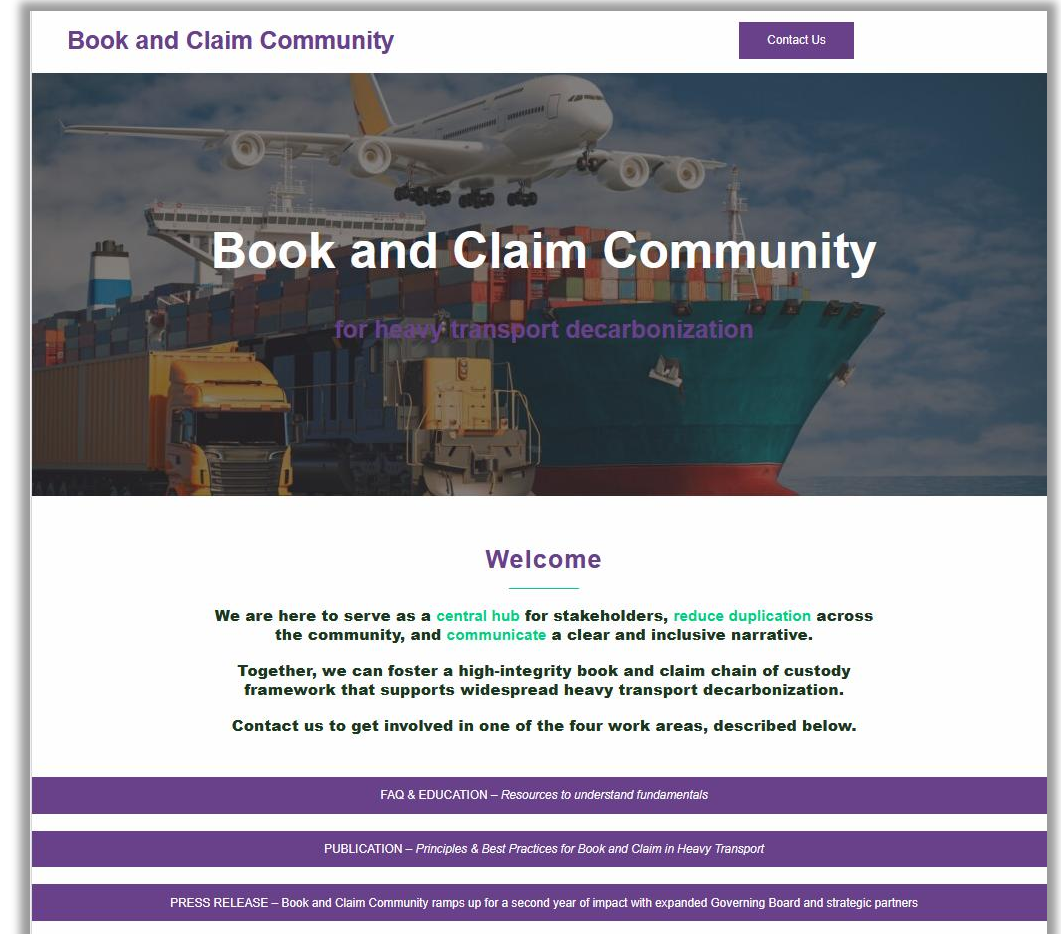 Book and Claim Community
Contact Us
Book and Claim Community
for heavy transport decarbonization
Welcome
We are here to serve as a central hub for stakeholders, reduce duplication across
the community, and communicate a clear and inclusive narrative.
Together, we can foster a high-integrity book and claim chain of custody
framework that supports widespread heavy transport decarbonization.
Contact us to get involved in one of the four work areas, described below.
FAQ & EDUCATION – Resources to understand fundamentals
PUBLICATION – Principles & Best Practices for Book and Claim in Heavy Transport
PRESS RELEASE – Book and Claim Community ramps up for a second year of impact with expanded Governing Board and strategic partners